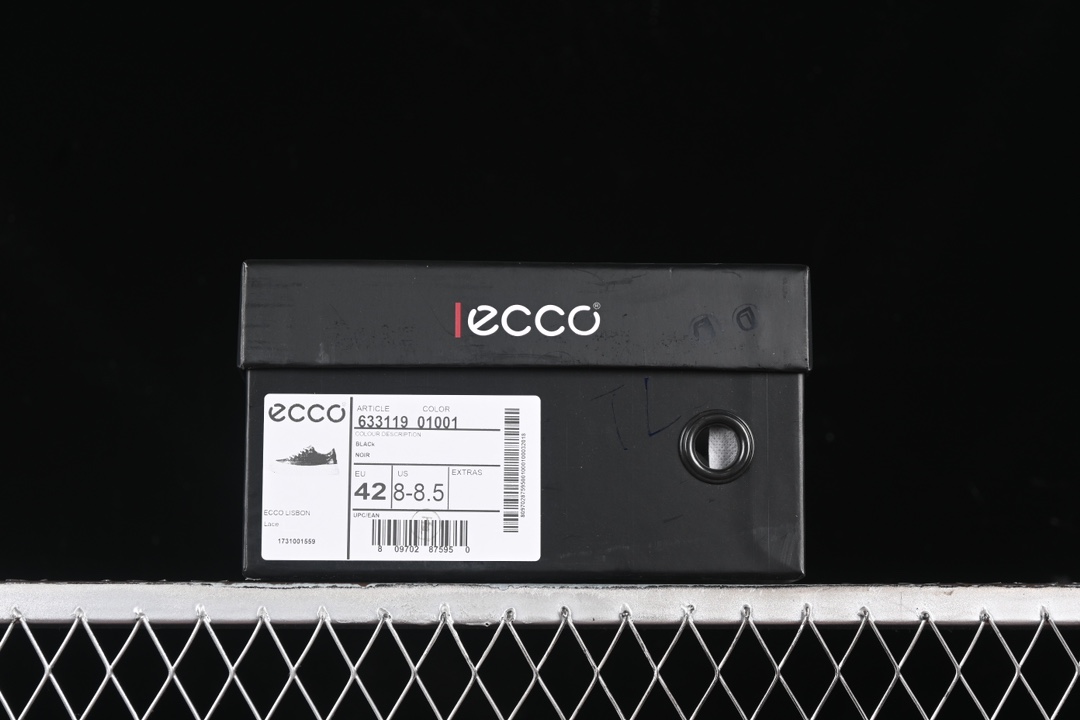 ecco®
ecco
ARTICLE COLOR
633119 01001
COLOUR DESCRIPTION
BLACK
NOIR
EU US EXTRAS
42 8-8.5
ECCO LISBON
Lace
1731001559
UPC/EAN
8 09702 87595 0
TL